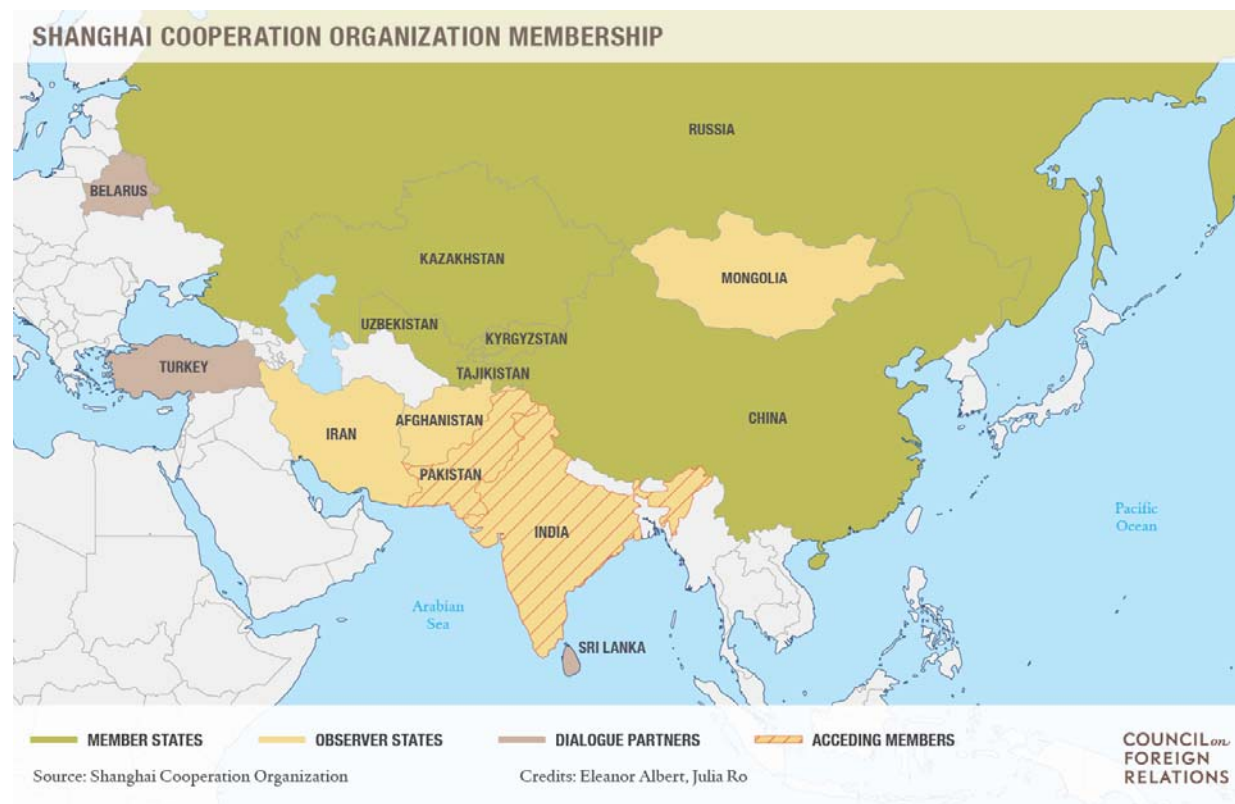 SHANGHAI COOPERATION ORGANIZATION MEMBERSHIP
RUSSIA
BELARUS
KAZAKHSTAN
MONGOLIA
UZBEKISTAN
KYRGYZSTAN
TURKEY
TAJIKISTAN
AFGHANISTAN
CHINA
IRAN
PAKISTAN
INDIA
Pacific
Ocean
Arabian
Sea
SRI LANKA
MEMBER STATES
OBSERVER STATES
DIALOGUE PARTNERS
ACCEDING MEMBERS
Source: Shanghai Cooperation Organization
Credits: Eleanor Albert, Julia Ro
COUNCIL on
FOREIGN
RELATIONS